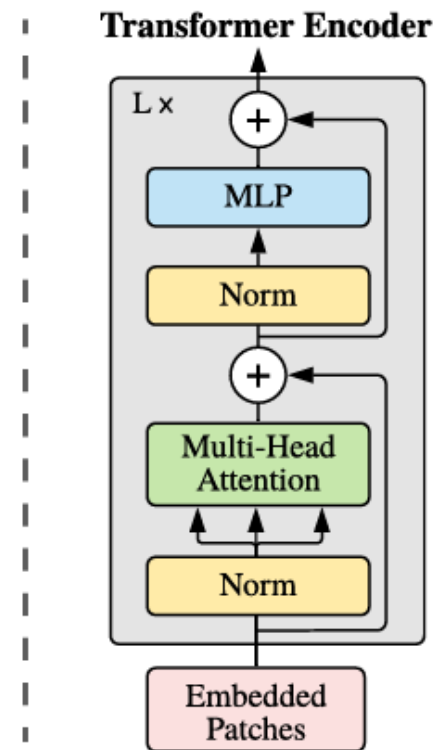 Transformer Encoder
L ×
+
MLP
Norm
+
Multi-Head
Attention
Norm
Embedded
Patches